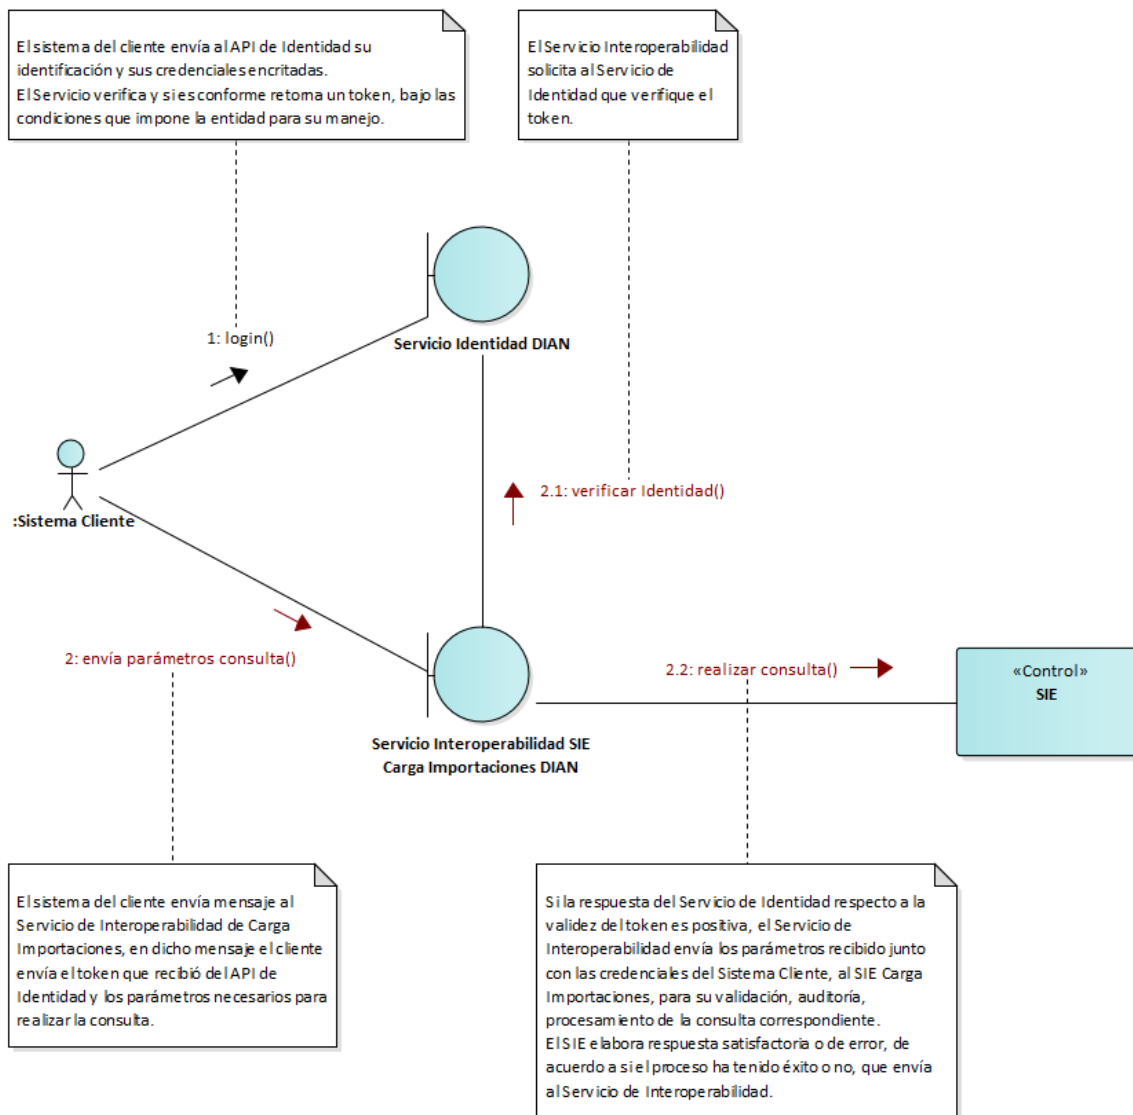 El sistema del cliente envía al API de Identidad su
identificación y sus credenciales encritadas.
El Servicio verifica y si es conforme retorna un token, bajo las
condiciones que impone la entidad para su manejo.
El Servicio Interoperabilidad
solicita al Servicio de
Identidad que verifique el
token.
1: login()
Servicio Identidad DIAN
:Sistema Cliente
2.1: verificar Identidad()
2: envía parámetros consulta()
2.2: realizar consulta()
«Control»
SIE
Servicio Interoperabilidad SIE
Carga Importaciones DIAN
El sistema del cliente envía mensaje al
Servicio de Interoperabilidad de Carga
Importaciones, en dicho mensaje el cliente
envía el token que recibió del API de
Identidad y los parámetros necesarios para
realizar la consulta.
Si la respuesta del Servicio de Identidad respecto a la
validez del token es positiva, el Servicio de
Interoperabilidad envía los parámetros recibido junto
con las credenciales del Sistema Cliente, al SIE Carga
Importaciones, para su validación, auditoría,
procesamiento de la consulta correspondiente.
El SIE elabora respuesta satisfactoria o de error, de
acuerdo a si el proceso ha tenido éxito o no, que envía
al Servicio de Interoperabilidad.